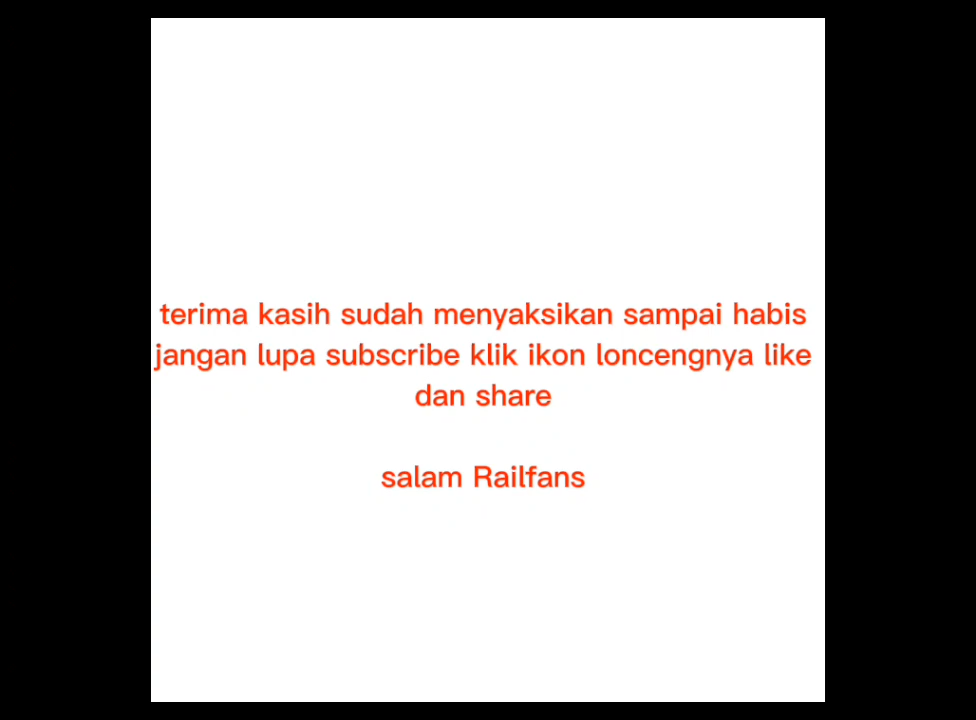 terima kasih sudah menyaksikan sampai habis
jangan lupa subscribe klik ikon loncengnya like
dan share
salam Railfans